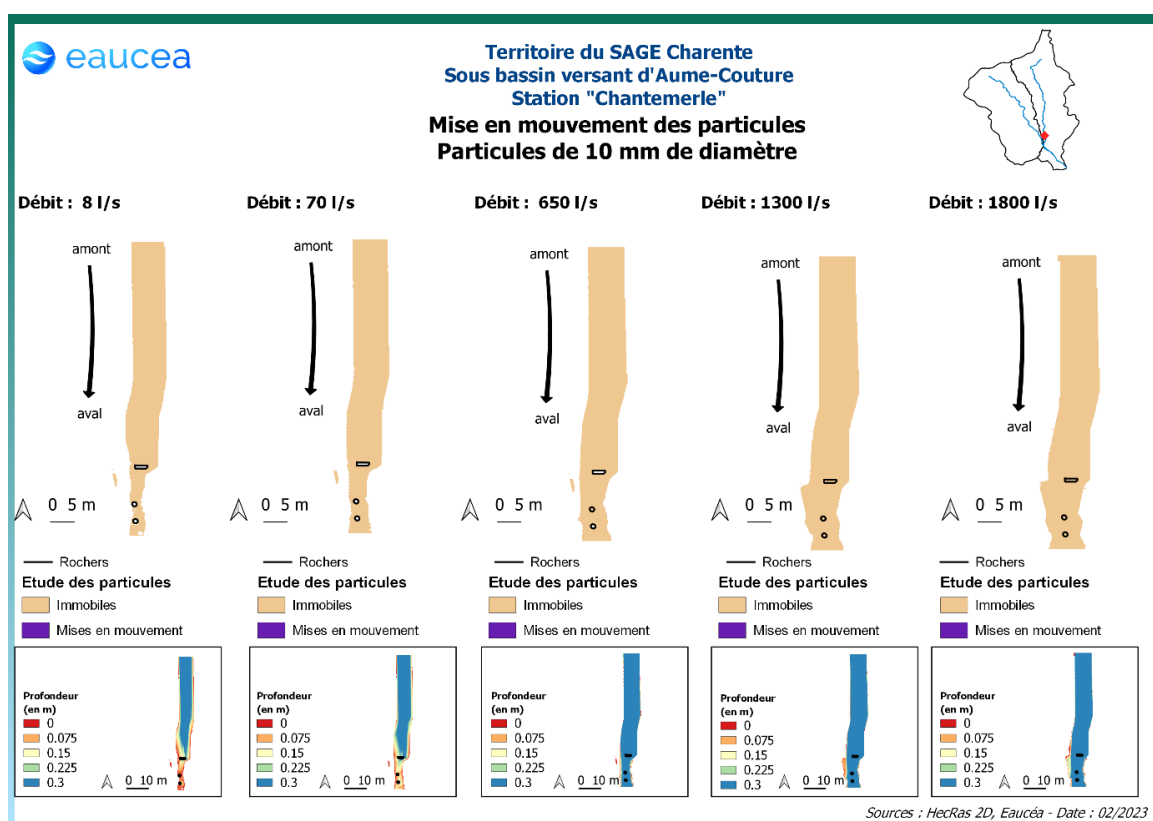 eaucea
Territoire du SAGE Charente
Sous bassin versant d'Aume-Couture
Station "Chantemerle"
Mise en mouvement des particules
Particules de 10 mm de diamètre
Débit : 8 l/s
Débit : 70 l/s
Débit : 650 l/s
Débit : 1300 l/s
Débit : 1800 l/s
amont
amont
amont
amont
amont
aval
aval
aval
aval
aval
0 5 m
0 5 m
0 5 m
0 5 m
0 5 m
Rochers
Etude des particules
Immobiles
Mises en mouvement
Rochers
Etude des particules
Immobiles
Mises en mouvement
Rochers
Etude des particules
Immobiles
Mises en mouvement
Rochers
Etude des particules
Immobiles
Mises en mouvement
Rochers
Etude des particules
Immobiles
Mises en mouvement
Profondeur
(en m)
0
0.075
0.15
0.225
0.3
0 10 m
Profondeur
(en m)
0
0.075
0.15
0.225
0.3
0 10 m
Profondeur
(en m)
0
0.075
0.15
0.225
0.3
0 10 m
Profondeur
(en m)
0
0.075
0.15
0.225
0.3
0 10 m
Profondeur
(en m)
0
0.075
0.15
0.225
0.3
0 10 m
Sources : HecRas 2D, Eaucéa - Date : 02/2023